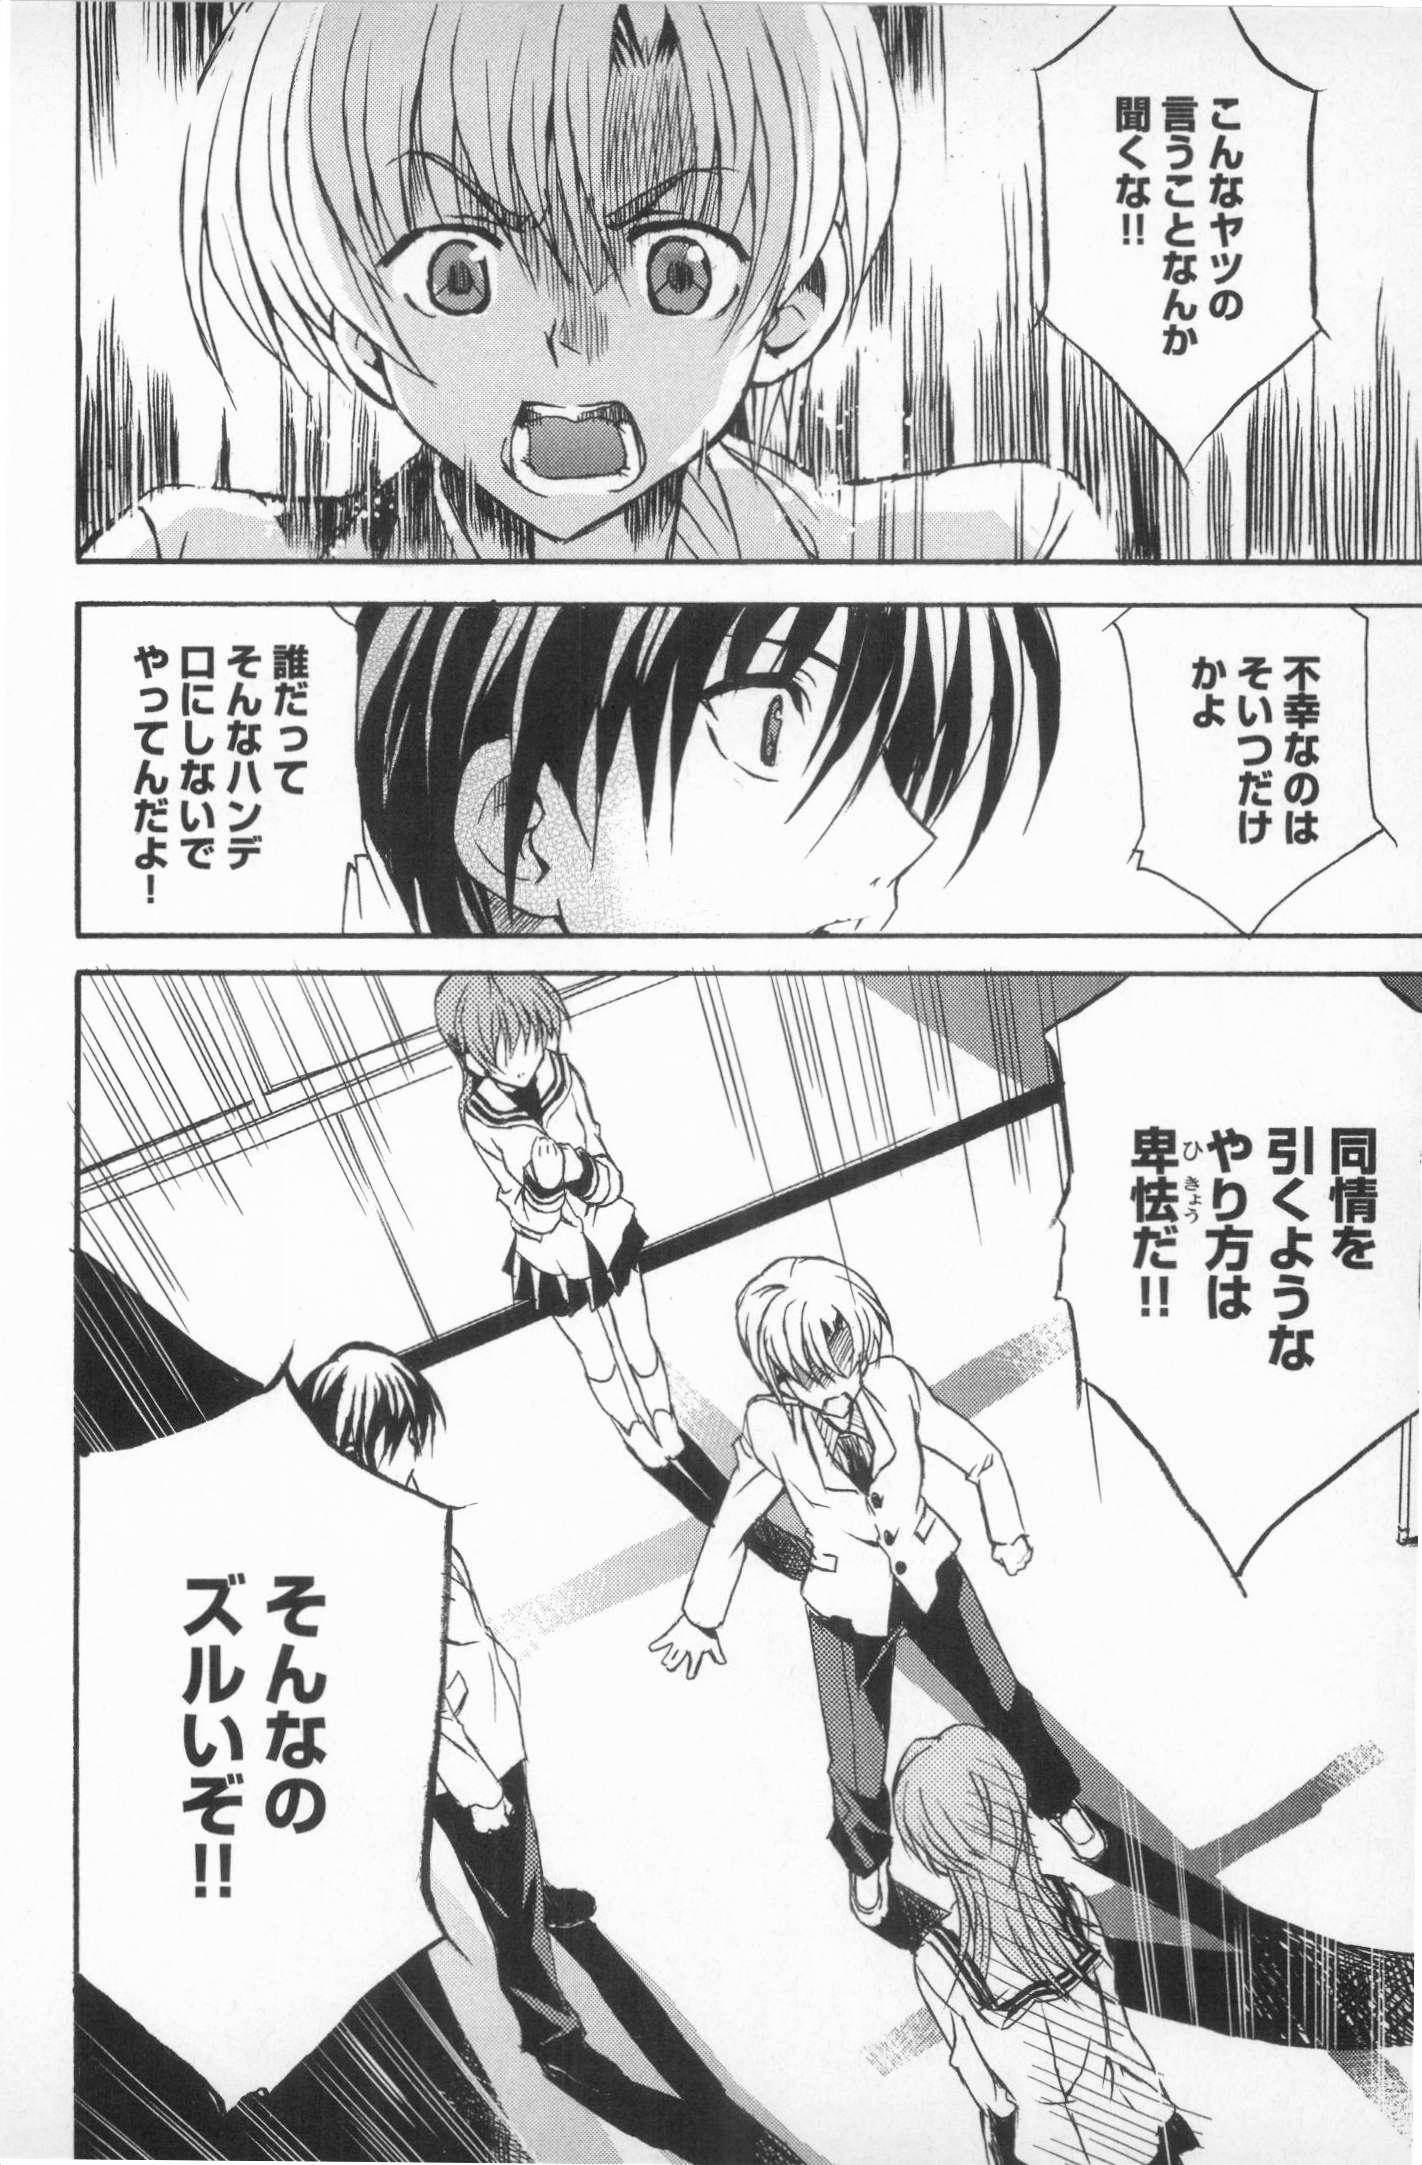 こんなヤツの
言うことなんか
聞くな!!
不幸なのは
そいつだけ
かよ
誰だって
そんなハンデ
口にしないで
やってんだよ!
同情を
引くような
やり方は
卑怯だ!!
ひきょう
そんなの
ズルいぞ!!